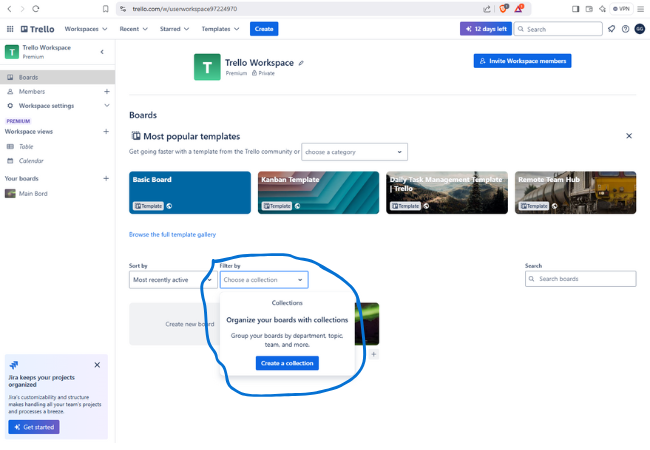 trello.com/w/userworkspace97224970
VPN
Trello
Workspaces
Recent
Starred
Templates
Create
12 days left
Search
GG
T
Trello Workspace
Premium
Boards
Members
Workspace settings
PREMIUM
Workspace views
Table
Calendar
Your boards
Main Bord
Jira keeps your projects
organized
Jira's customizability and structure
makes handling all your team's projects
and processes a breeze.
Get started
T
Trello Workspace
Premium
Private
Invite Workspace members
Boards
Most popular templates
Get going faster with a template from the Trello community or
choose a category
Basic Board
Template
Kanban Template
Template
Daily Task Management Template
| Trello
Template
Remote Team Hub
Template
Browse the full template gallery
Sort by
Most recently active
Filter by
Choose a collection
Search
Search boards
Create new board
Collections
Organize your boards with collections
Group your boards by department, topic,
team, and more.
Create a collection